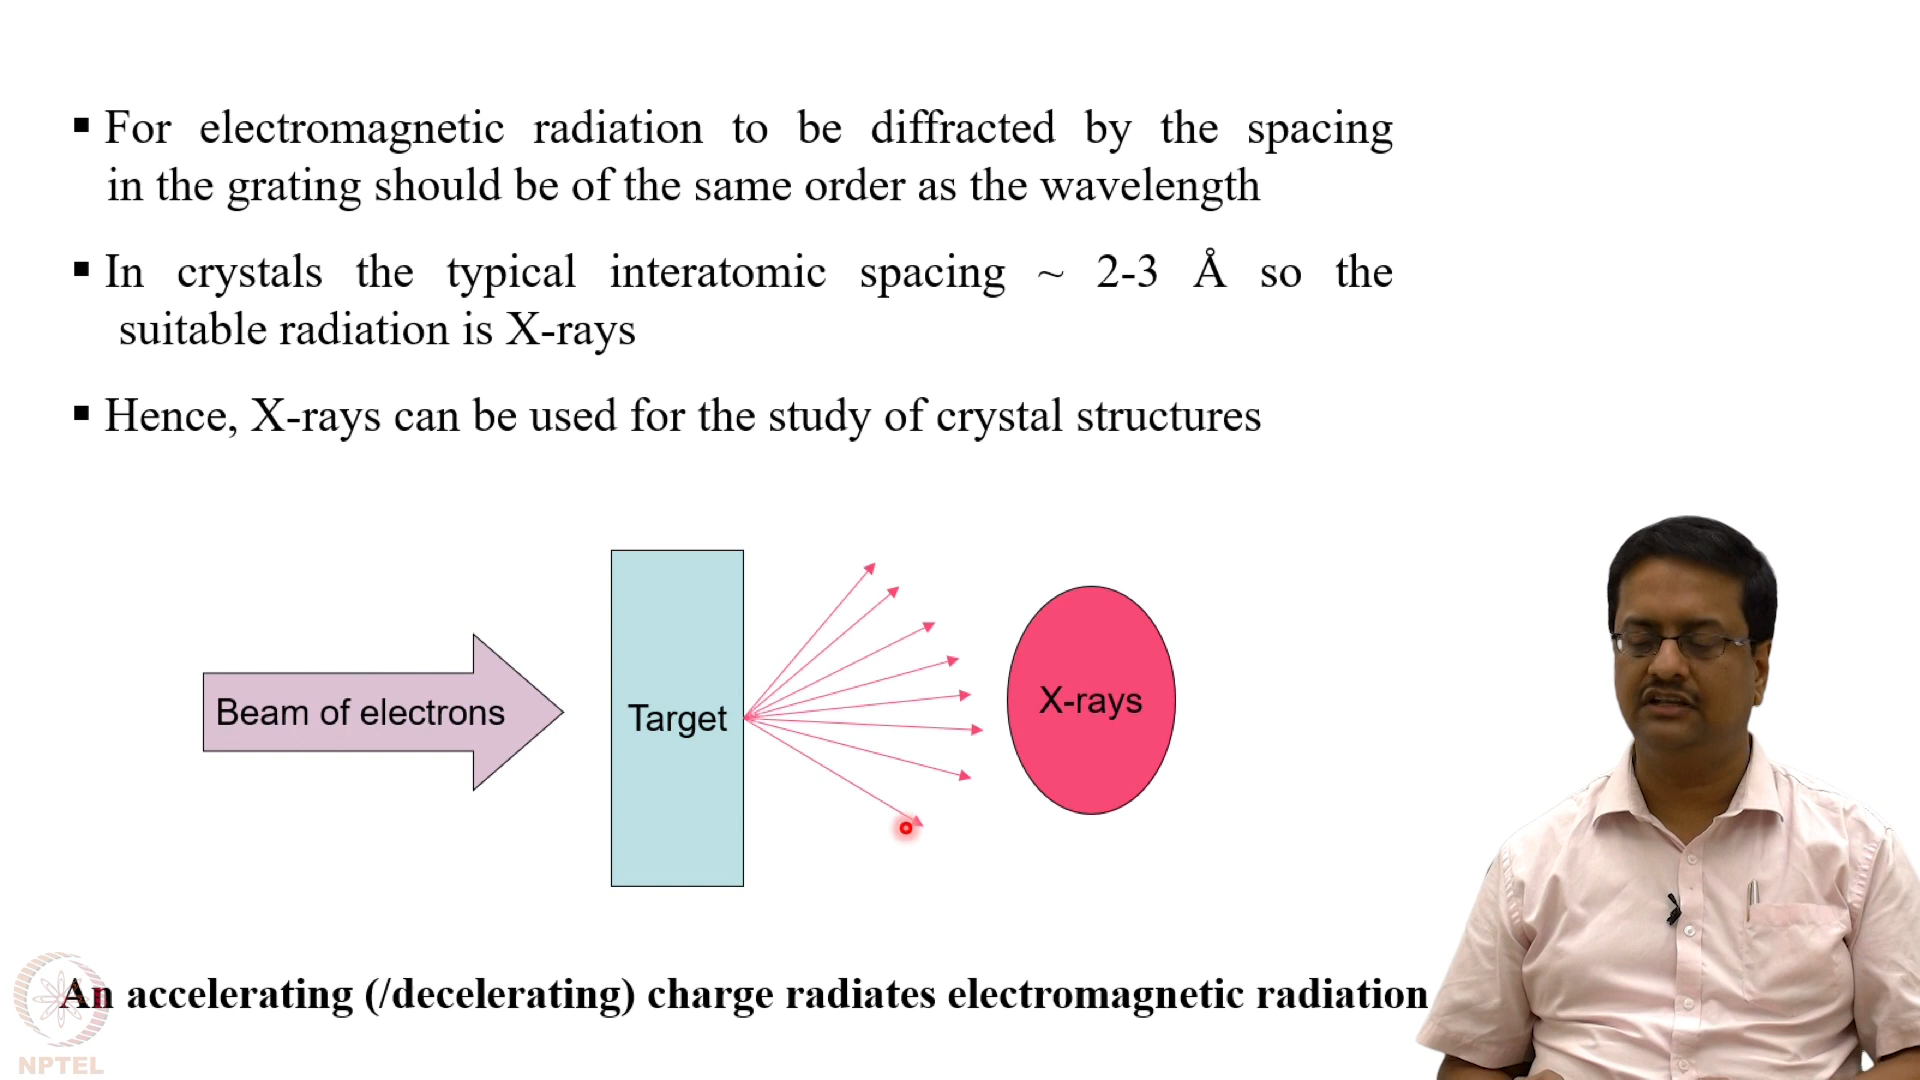 ▪ For electromagnetic radiation to be diffracted by the spacing
in the grating should be of the same order as the wavelength
▪ In crystals the typical interatomic spacing ~ 2-3 Å so the
suitable radiation is X-rays
▪ Hence, X-rays can be used for the study of crystal structures
Beam of electrons
Target
X-rays
An accelerating (/decelerating) charge radiates electromagnetic radiation
NPTEL